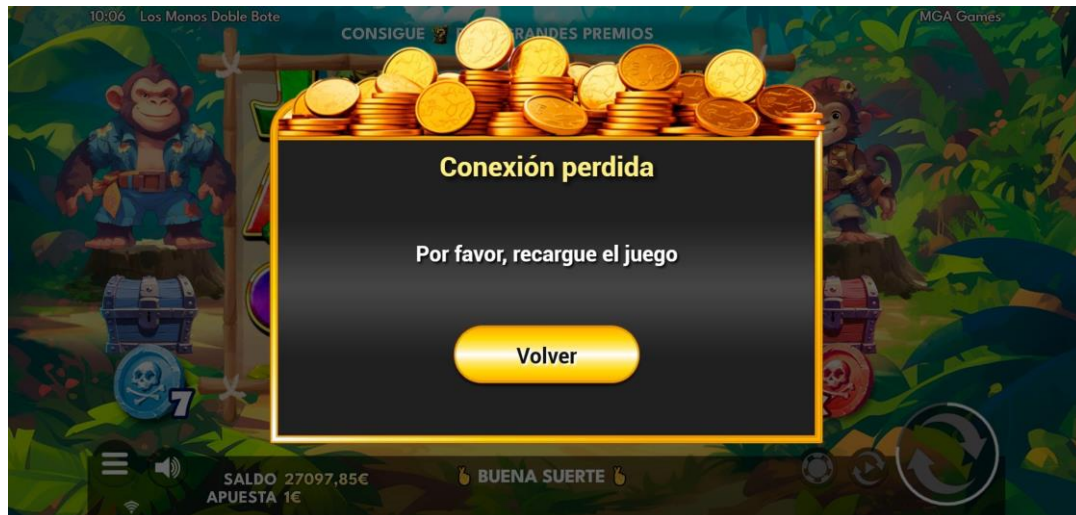 10:06 Los Monos Doble Bote
MGA Games
CONSIGUE
GRANDES PREMIOS
Conexión perdida
Por favor, recargue el juego
Volver
7
SALDO 27097,85€
APUESTA 1€
BUENA SUERTE